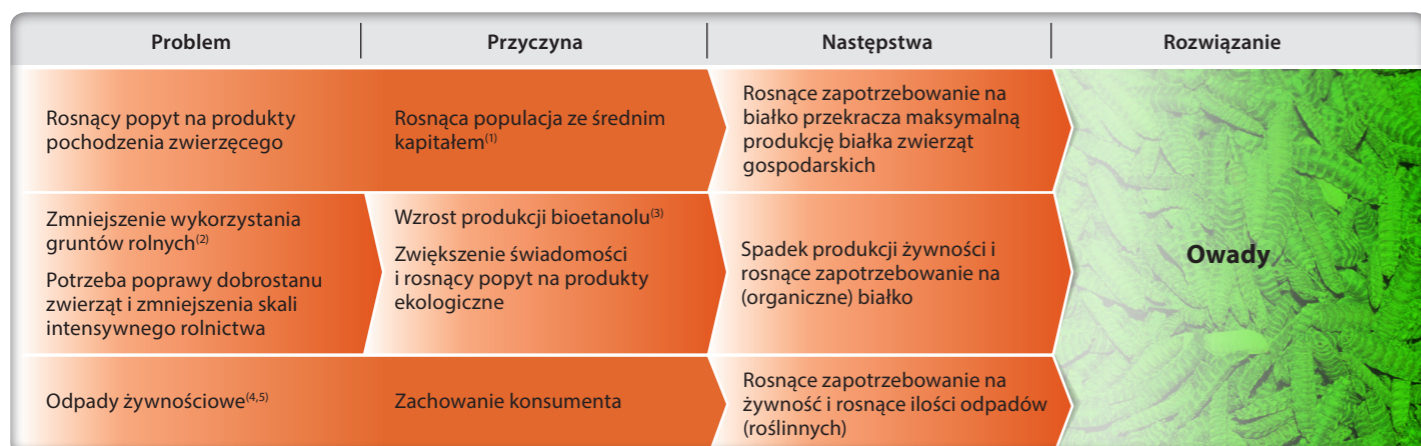 Problem
Przyczyna
Następstwa
Rozwiązanie
Rosnący popyt na produkty
pochodzenia zwierzęcego
Rosnąca populacja ze średnim
kapitałem(1)
Rosnące zapotrzebowanie na
białko przekracza maksymalną
produkcję białka zwierząt
gospodarskich
Zmniejszenie wykorzystania
gruntów rolnych(2)
Potrzeba poprawy dobrostanu
zwierząt i zmniejszenia skali
intensywnego rolnictwa
Wzrost produkcji bioetanolu(3)
Zwiększenie świadomości
i rosnący popyt na produkty
ekologiczne
Spadek produkcji żywności i
rosnące zapotrzebowanie na
(organiczne) białko
Owady
Odpady żywnościowe(4,5)
Zachowanie konsumenta
Rosnące zapotrzebowanie na
żywność i rosnące ilości odpadów
(roślinnych)